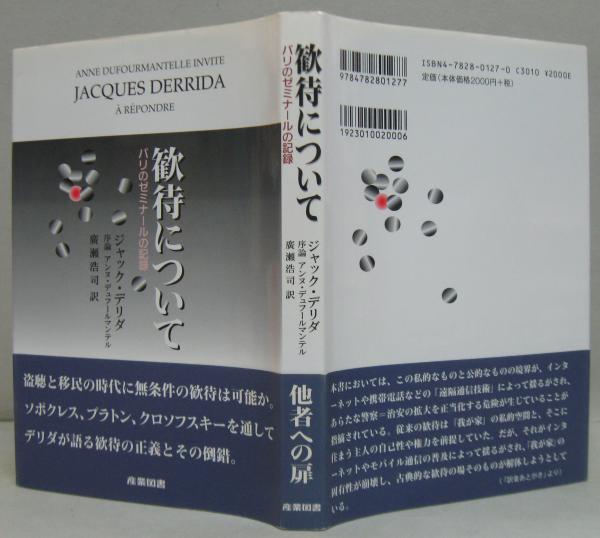 ANNE DUFOURMANTELLE INVITE
JACQUES DERRIDA
À RÉPONDRE
歓待について
パリのゼミナールの記録
ジャック・デリダ
序論 アンヌ・デュフールマンテル
廣瀬浩司 訳
盗聴と移民の時代に無条件の歓待は可能か。
ソポクレス、プラトン、クロソフスキーを通して
デリダが語る歓待の正義とその倒錯。
産業図書
歓待について
パリのゼミナールの記録
ジャック・デリダ
序論 アンヌ・デュフールマンテル
廣瀬浩司 訳
他者への扉
産業図書
9784782801277
1923010020006
ISBN4-7828-0127-0 C3010 ¥2000E
定価(本体価格2000円+税)
本書においては、この私的なものと公的なものの境界が、インタ
ーネットや携帯電話などの「遠隔通信技術」によって揺るがされ、
あらたな警察=治安の拡大を正当化する危険が生じていることが
指摘されている。従来の歓待は「我が家」の私的空間と、そこに
住まう主人の自己性や権力を前提していた。だが、それがインタ
ーネットやモバイル通信の普及によって揺るがされ、「我が家」の
固有性が崩壊し、古典的な歓待の場そのものが解体しようとして
いる。
(「訳者あとがき」より)